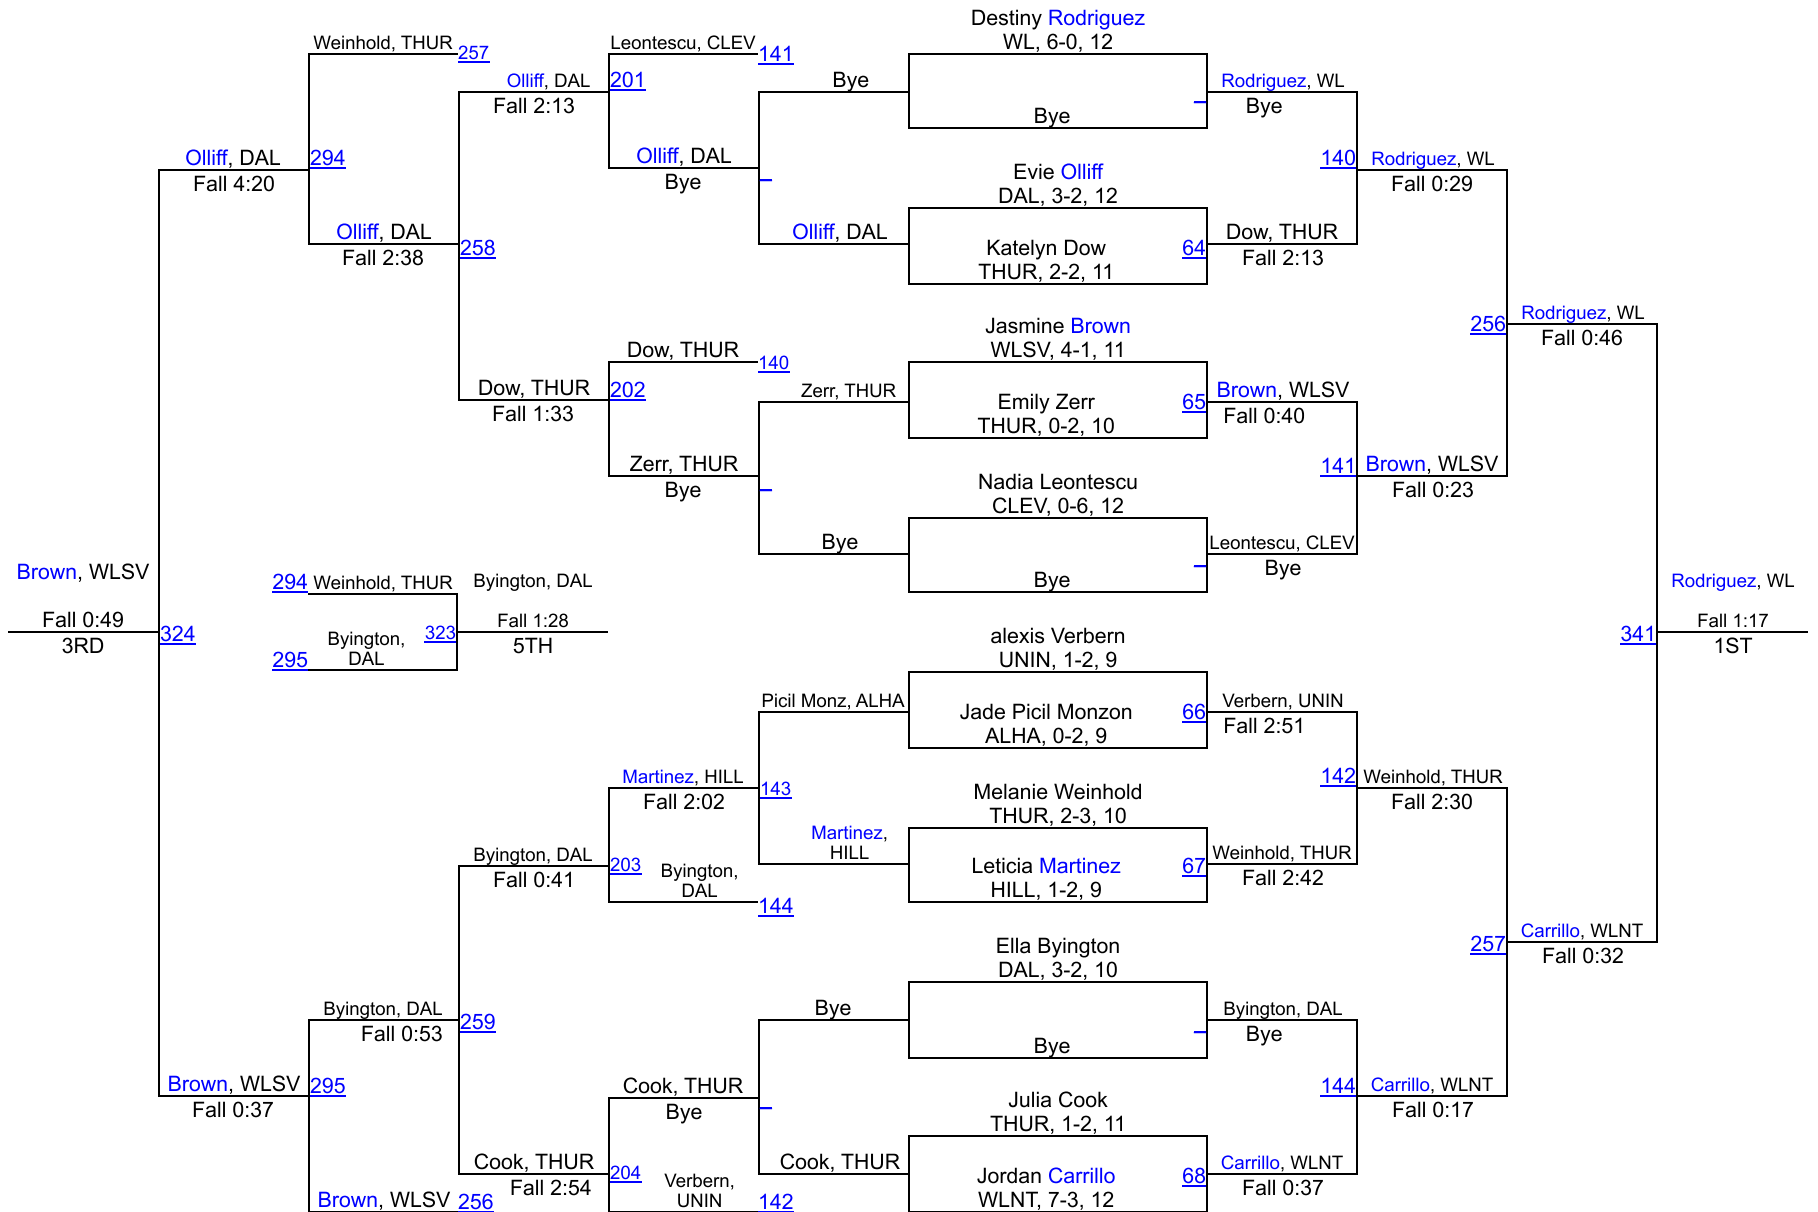 Destiny Rodriguez
WL, 6-0, 12
Weinhold, THUR
257
Leontescu, CLEV
141
Olliff, DAL
201
Fall 2:13
Bye
Rodriguez, WL
Bye
Bye
Olliff, DAL
294
Fall 4:20
Olliff, DAL
Bye
140
Rodriguez, WL
Fall 0:29
Evie Olliff
DAL, 3-2, 12
Olliff, DAL
258
Fall 2:38
Olliff, DAL
Katelyn Dow
THUR, 2-2, 11
64
Dow, THUR
Fall 2:13
Jasmine Brown
WLSV, 4-1, 11
256
Rodriguez, WL
Fall 0:46
Dow, THUR
140
Dow, THUR
202
Fall 1:33
Zerr, THUR
Emily Zerr
THUR, 0-2, 10
65
Brown, WLSV
Fall 0:40
Zerr, THUR
Bye
141
Brown, WLSV
Fall 0:23
Nadia Leontescu
CLEV, 0-6, 12
Bye
Bye
Leontescu, CLEV
Bye
Brown, WLSV
Fall 0:49
3RD
324
294
Weinhold, THUR
Byington, DAL
Fall 1:28
323
5TH
295
Byington,
DAL
Rodriguez, WL
341
Fall 1:17
1ST
alexis Verbern
UNIN, 1-2, 9
Picil Monz, ALHA
Jade Picil Monzon
ALHA, 0-2, 9
66
Verbern, UNIN
Fall 2:51
Martinez, HILL
143
Fall 2:02
142
Weinhold, THUR
Fall 2:30
Melanie Weinhold
THUR, 2-3, 10
Martinez,
HILL
Leticia Martinez
HILL, 1-2, 9
67
Weinhold, THUR
Fall 2:42
Byington, DAL
203
Fall 0:41
Byington,
DAL
144
Ella Byington
DAL, 3-2, 10
257
Carrillo, WLNT
Fall 0:32
Byington, DAL
259
Fall 0:53
Bye
Bye
Byington, DAL
Bye
Brown, WLSV
295
Fall 0:37
Cook, THUR
Bye
144
Carrillo, WLNT
Fall 0:17
Julia Cook
THUR, 1-2, 11
Cook, THUR
204
Fall 2:54
Cook, THUR
Jordan Carrillo
WLNT, 7-3, 12
68
Carrillo, WLNT
Fall 0:37
Brown, WLSV
256
Verbern,
UNIN
142